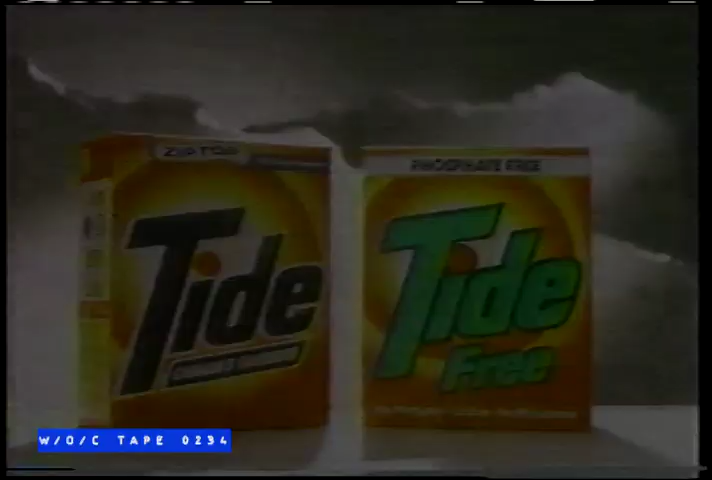 ZIP TOP
Tide
PHOSPHATE FREE
Tide
Free
W/O/C TAPE 0234